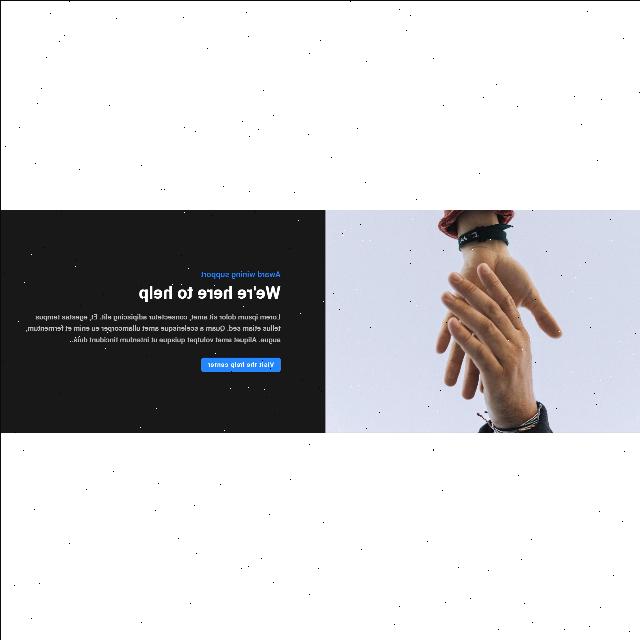 Award wining support
We're here to help
Lorem ipsum dolor sit amet, consectetur adipiscing elit. Et, egestas tempus
tellus etiam sed. Quam a scelerisque amet ullamcorper eu enim et fermentum,
augue. Aliquet amet volutpat quisque ut interdum tincidunt duis.
Visit the help center